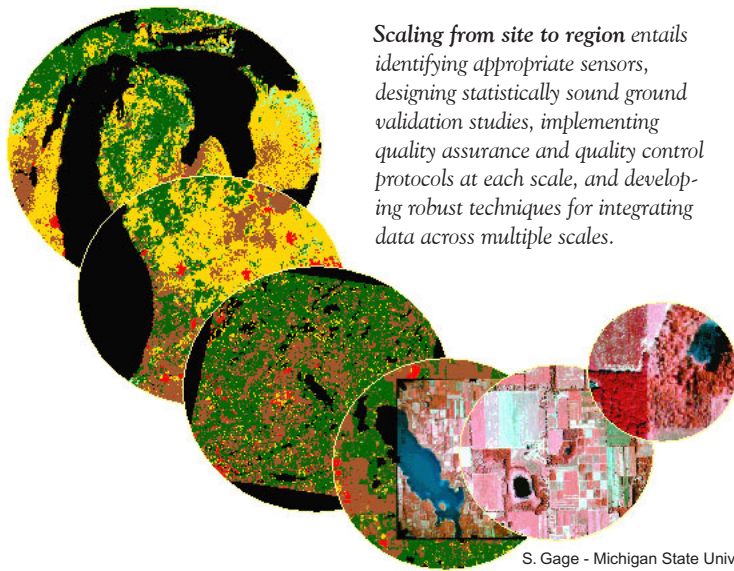 Scaling from site to region entails
identifying appropriate sensors,
designing statistically sound ground
validation studies, implementing
quality assurance and quality control
protocols at each scale, and develop-
ing robust techniques for integrating
data across multiple scales.
S. Gage - Michigan State Univ